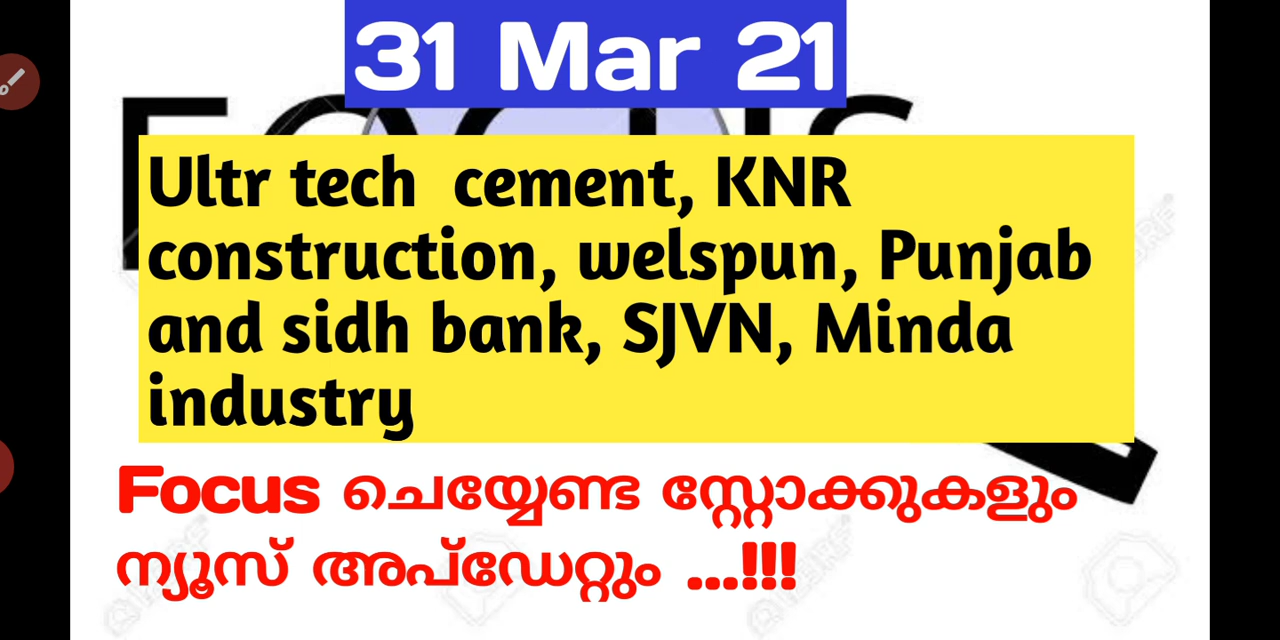 31 Mar 21
FOCUS
Ultr tech cement, KNR
construction, welspun, Punjab
and sidh bank, SJVN, Minda
industry
Focus ചെയ്യേണ്ട സ്റ്റോക്കുകളും
ന്യൂസ് അപ്ഡേറ്റും ...!!!